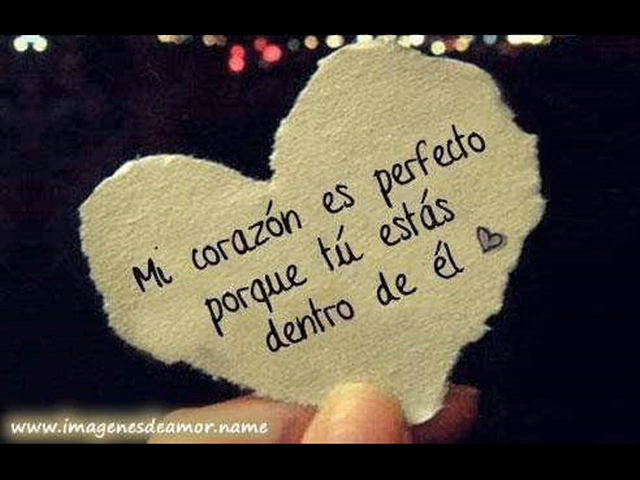 Mi corazón es perfecto
porque tú estás
dentro de él
www.imagenesdeamor.name